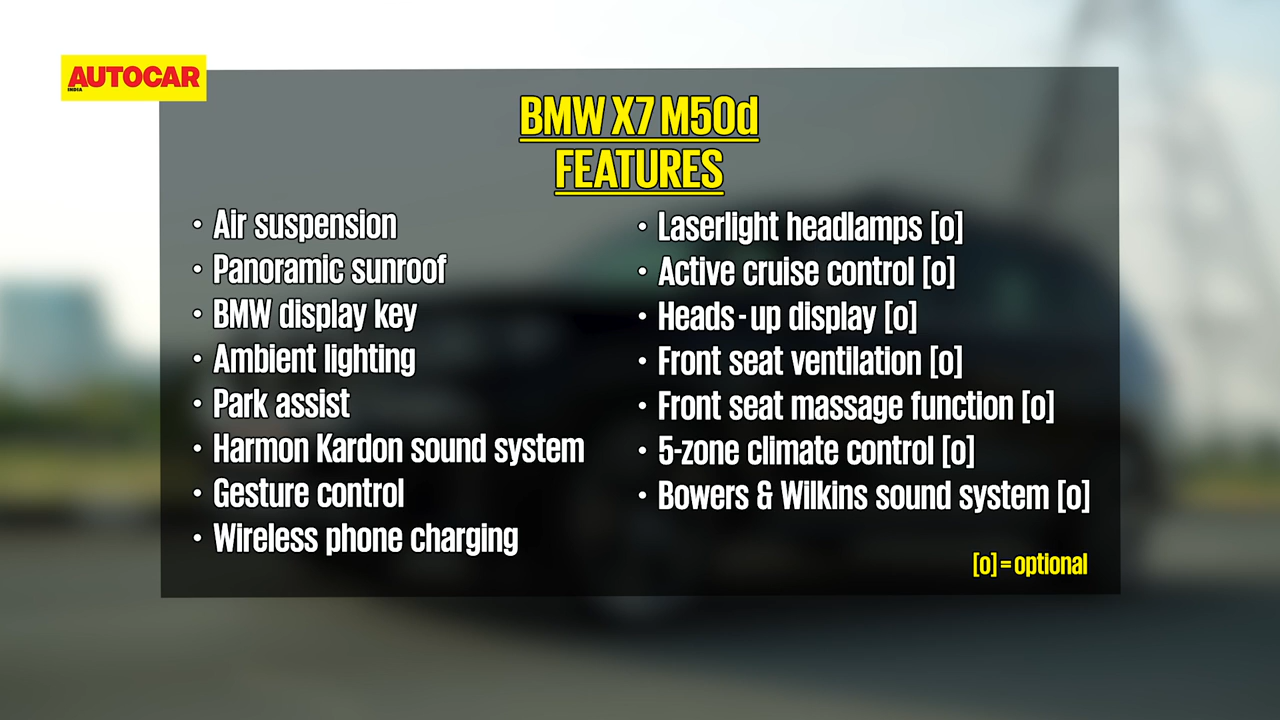 AUTOCAR
INDIA
BMW X7 M50d
FEATURES
• Air suspension
• Panoramic sunroof
• BMW display key
• Ambient lighting
• Park assist
• Harmon Kardon sound system
• Gesture control
• Wireless phone charging
• Laserlight headlamps [o]
• Active cruise control [o]
• Heads-up display [o]
• Front seat ventilation [o]
• Front seat massage function [o]
• 5-zone climate control [o]
• Bowers & Wilkins sound system [o]
[o]=optional